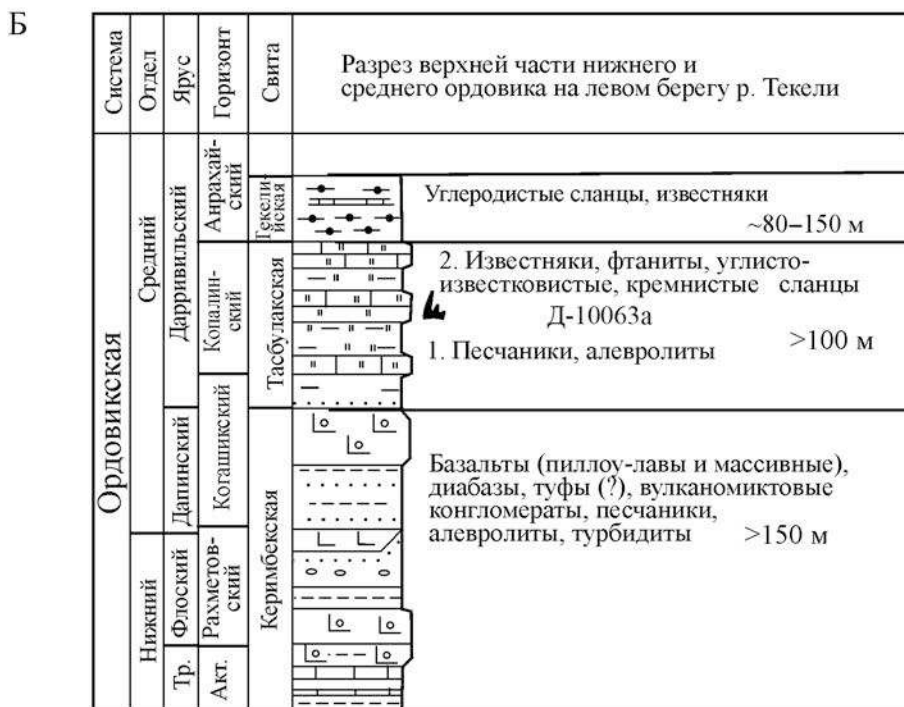 Б
Система
Отдел
Ярус
Горизонт
Свита
Разрез верхней части нижнего и
среднего ордовика на левом берегу р. Текели
Ордовикская
Средний
Нижний
Дарривильский
Дапинский
Флоский
Тр.
Анрахай-
ский
Копалин-
ский
Когашикский
Рахметов-
ский
Акт.
Текели-
йская
Тасбулакская
Керимбекская
Углеродистые сланцы, известняки
~80–150 м
2. Известняки, фтаниты, углисто-
известковистые, кремнистые сланцы
Д-10063а
>100 м
1. Песчаники, алевролиты
Базальты (пиллоу-лавы и массивные),
диабазы, туфы (?), вулканомиктовые
конгломераты, песчаники,
алевролиты, турбидиты >150 м